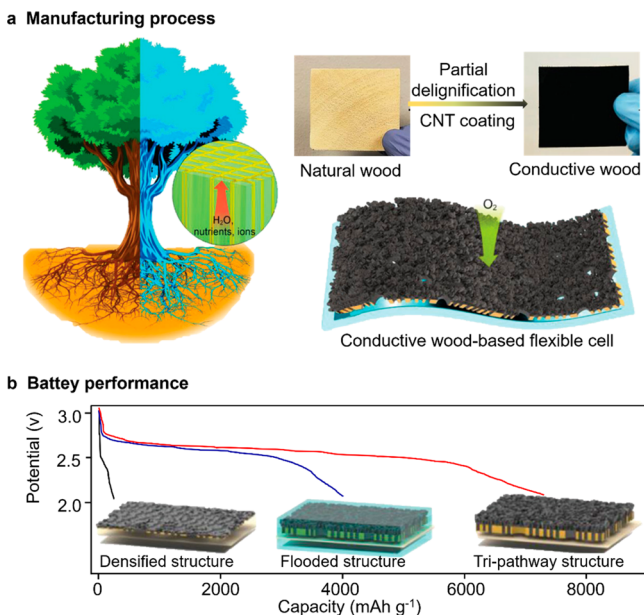 a Manufacturing process
H₂O,
nutrients, ions
Partial
delignification
CNT coating
Natural wood
Conductive wood
O₂
Conductive wood-based flexible cell
b Battey performance
Potential (v)
3.0
2.5
2.0
Densified structure
Flooded structure
Tri-pathway structure
0
2000
4000
6000
8000
Capacity (mAh g⁻¹)